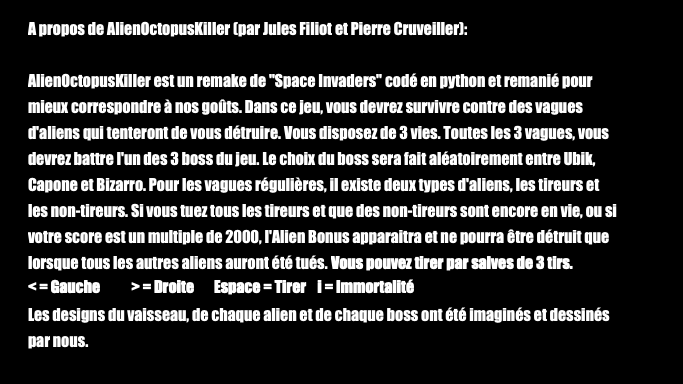 A propos de AlienOctopusKiller (par Jules Filiot et Pierre Cruveiller):
AlienOctopusKiller est un remake de "Space Invaders" codé en python et remanié pour
mieux correspondre à nos goûts. Dans ce jeu, vous devrez survivre contre des vagues
d'aliens qui tenteront de vous détruire. Vous disposez de 3 vies. Toutes les 3 vagues, vous
devrez battre l'un des 3 boss du jeu. Le choix du boss sera fait aléatoirement entre Ubik,
Capone et Bizarro. Pour les vagues régulières, il existe deux types d'aliens, les tireurs et
les non-tireurs. Si vous tuez tous les tireurs et que des non-tireurs sont encore en vie, ou si
votre score est un multiple de 2000, l'Alien Bonus apparaitra et ne pourra être détruit que
lorsque tous les autres aliens auront été tués. Vous pouvez tirer par salves de 3 tirs.
< = Gauche > = Droite Espace = Tirer i = Immortalité
Les designs du vaisseau, de chaque alien et de chaque boss ont été imaginés et dessinés
par nous.